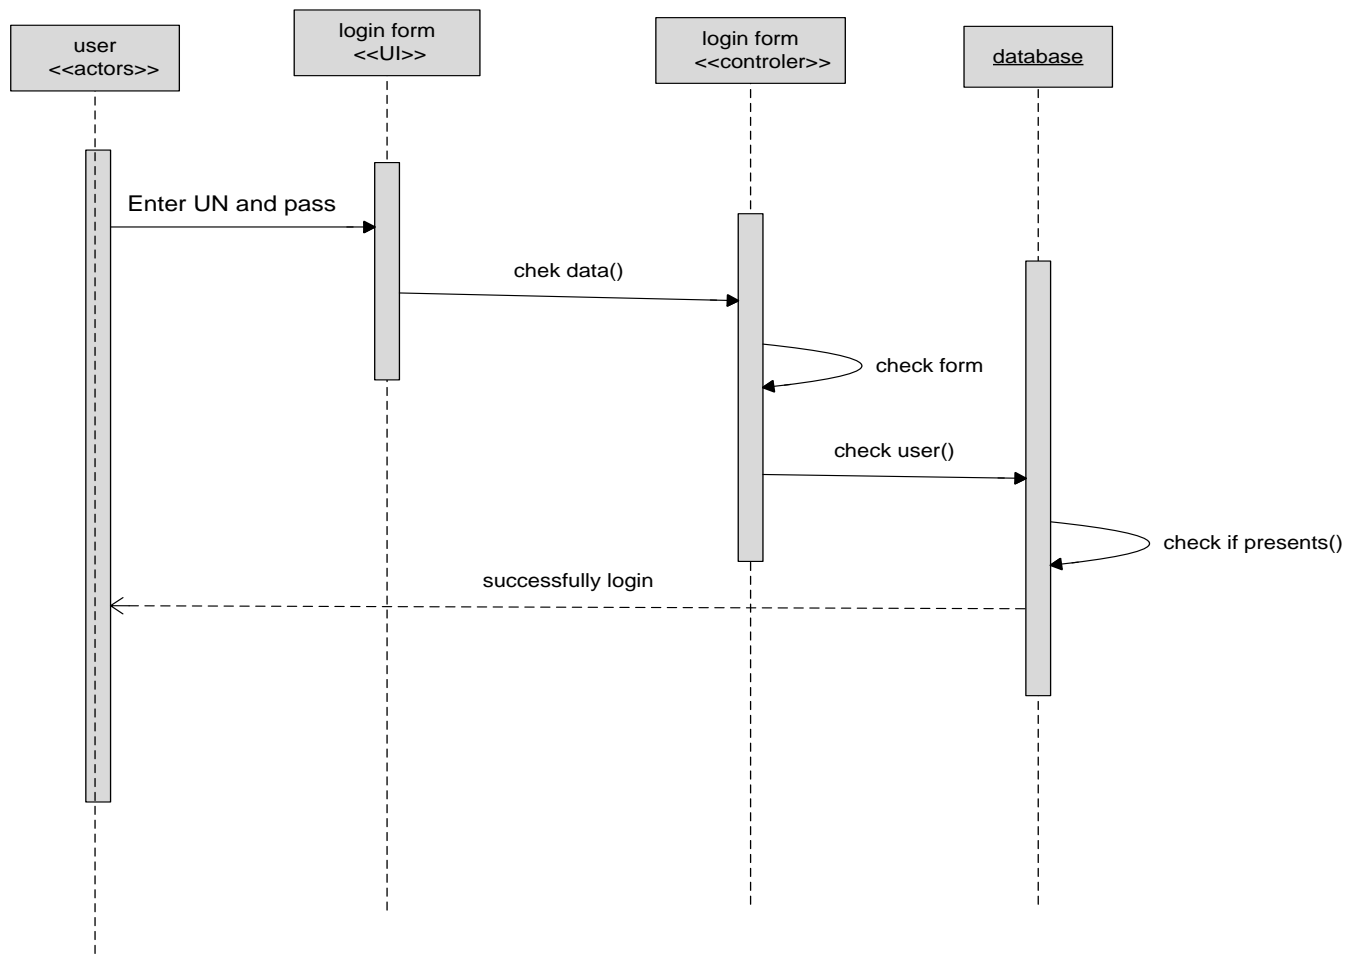 user
<<actors>>
login form
<<UI>>
login form
<<controler>>
database
Enter UN and pass
chek data()
check form
check user()
check if presents()
successfully login